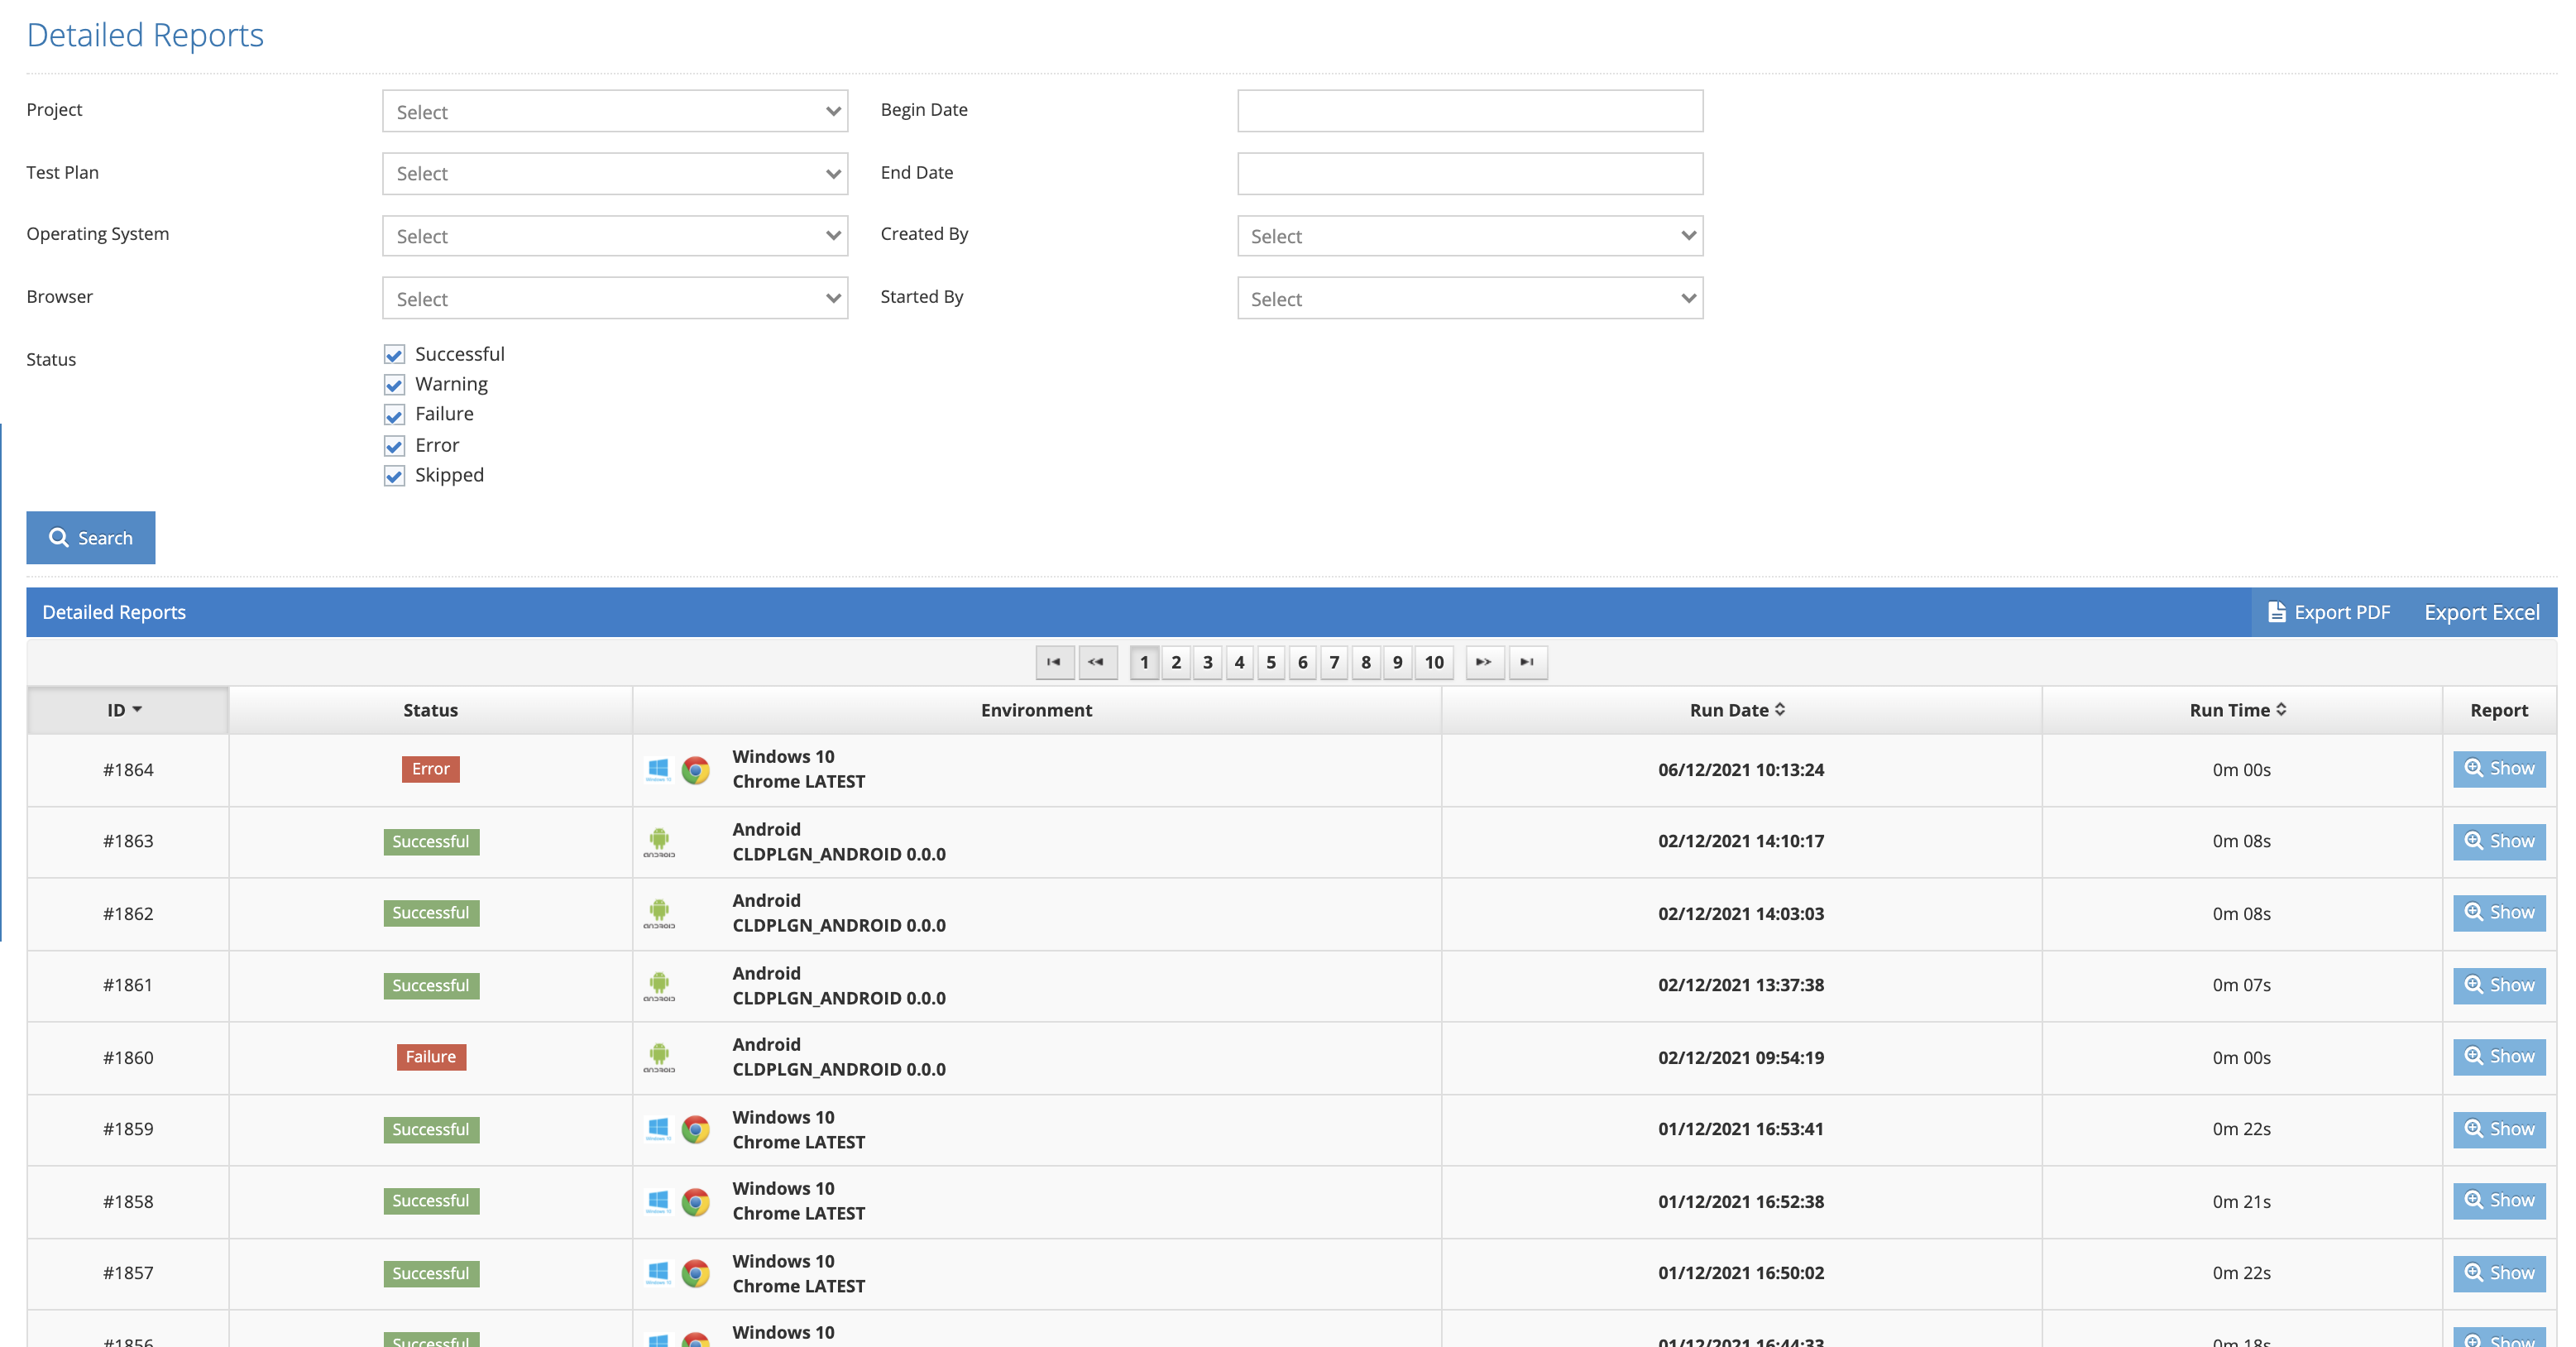 Detailed Reports
Project Select Begin Date
Test Plan Select End Date
Operating System Select Created By Select
Browser Select Started By Select
Status Successful
Warning
Failure
Error
Skipped
Search
Detailed Reports Export PDF Export Excel
1 2 3 4 5 6 7 8 9 10
ID Status Environment Run Date Run Time Report
#1864 Error Windows 10 Chrome LATEST 06/12/2021 10:13:24 0m 00s Show
#1863 Successful Android CLDPLGN_ANDROID 0.0.0 02/12/2021 14:10:17 0m 08s Show
#1862 Successful Android CLDPLGN_ANDROID 0.0.0 02/12/2021 14:03:03 0m 08s Show
#1861 Successful Android CLDPLGN_ANDROID 0.0.0 02/12/2021 13:37:38 0m 07s Show
#1860 Failure Android CLDPLGN_ANDROID 0.0.0 02/12/2021 09:54:19 0m 00s Show
#1859 Successful Windows 10 Chrome LATEST 01/12/2021 16:53:41 0m 22s Show
#1858 Successful Windows 10 Chrome LATEST 01/12/2021 16:52:38 0m 21s Show
#1857 Successful Windows 10 Chrome LATEST 01/12/2021 16:50:02 0m 22s Show
#1856 Successful Windows 10 01/12/2021 16:44:33 0m 18s Show